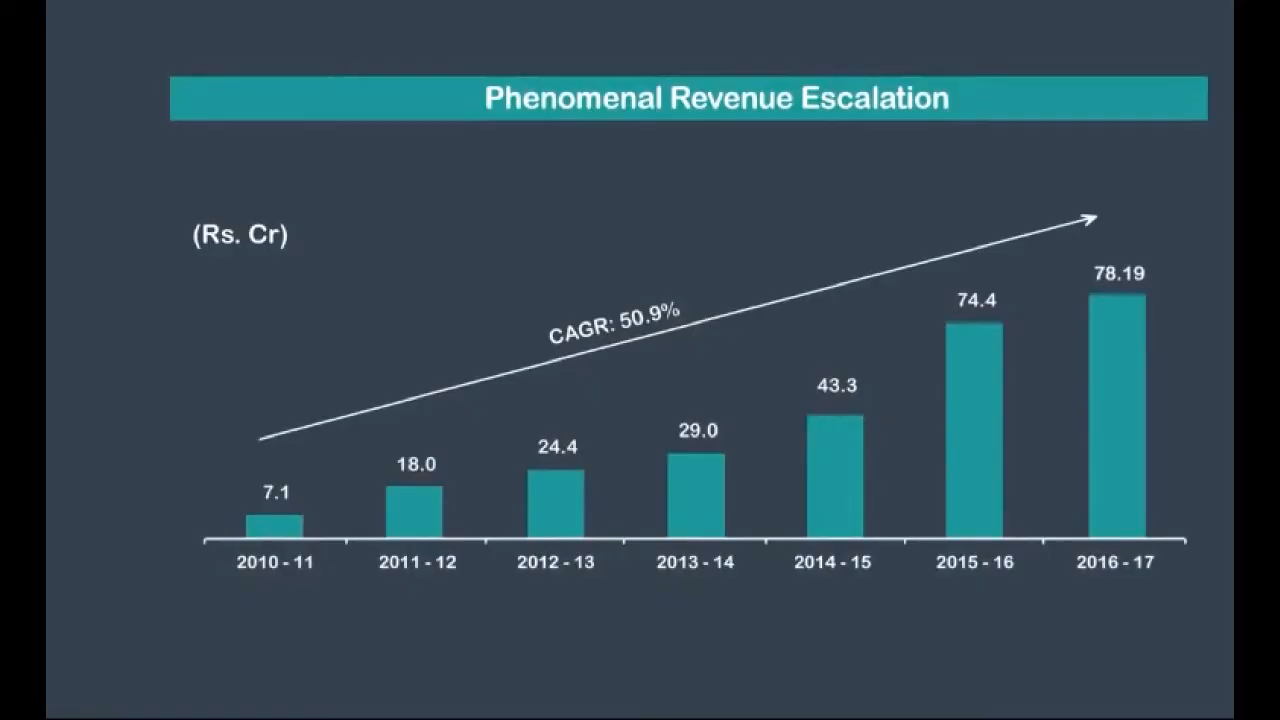 Phenomenal Revenue Escalation
(Rs. Cr)
CAGR: 50.9%
7.1
18.0
24.4
29.0
43.3
74.4
78.19
2010 - 11
2011 - 12
2012 - 13
2013 - 14
2014 - 15
2015 - 16
2016 - 17